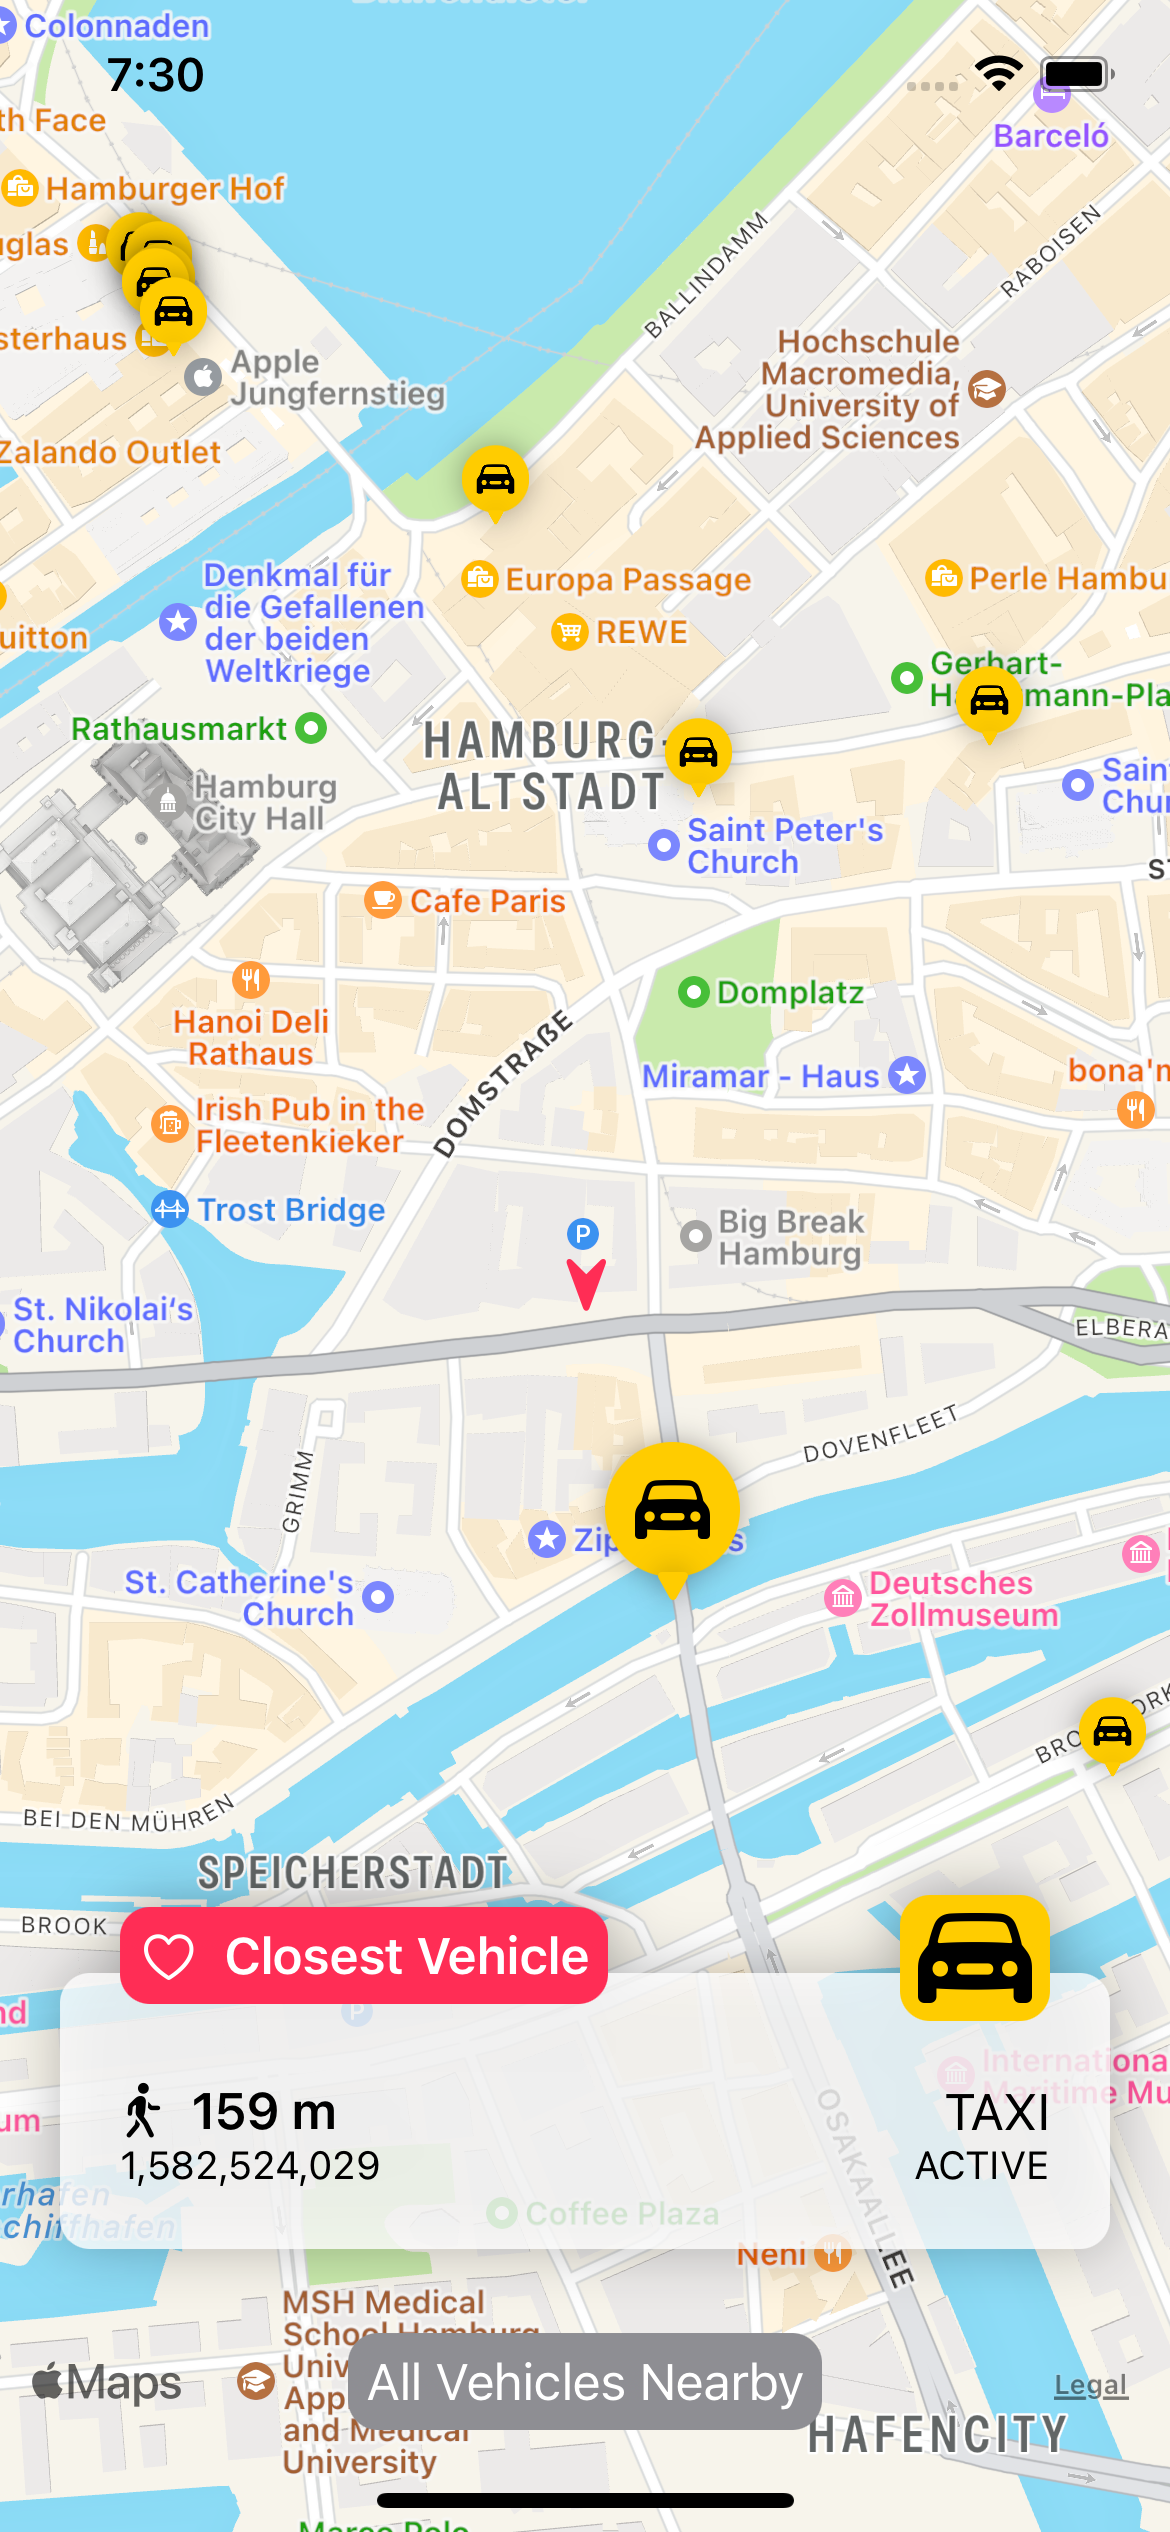 Colonnaden
7:30
th Face
Barceló
Hamburger Hof
uglas
BALLINDAMM
RABOISEN
sterhaus
Apple
Jungfernstieg
Hochschule
Macromedia,
University of
Applied Sciences
Zalando Outlet
Denkmal für
die Gefallenen
der beiden
Weltkriege
Europa Passage
Perle Hambu
uitton
REWE
Gerhart-
H mann-Pla
Rathausmarkt
HAMBURG-
ALTSTADT
Hamburg
City Hall
Sain
Chur
Saint Peter's
Church
ST
Cafe Paris
Domplatz
Hanoi Deli
Rathaus
DOMSTRAẞE
Miramar - Haus
bona'm
Irish Pub in the
Fleetenkieker
Trost Bridge
P
Big Break
Hamburg
St. Nikolai‘s
Church
ELBERA
DOVENFLEET
GRIMM
Zip s
St. Catherine's
Church
Deutsches
Zollmuseum
BRO ORK
BEI DEN MÜHREN
SPEICHERSTADT
BROOK
Closest Vehicle
nd
P
Internationa
Maritime Mu
159 m
TAXI
um
1,582,524,029
ACTIVE
OSAKAALLEE
rhafen
chiffhafen
Coffee Plaza
Neni
MSH Medical
School Hamburg
Univ
App
and Medical
University
Maps
All Vehicles Nearby
Legal
HAFENCITY
Marco Polo